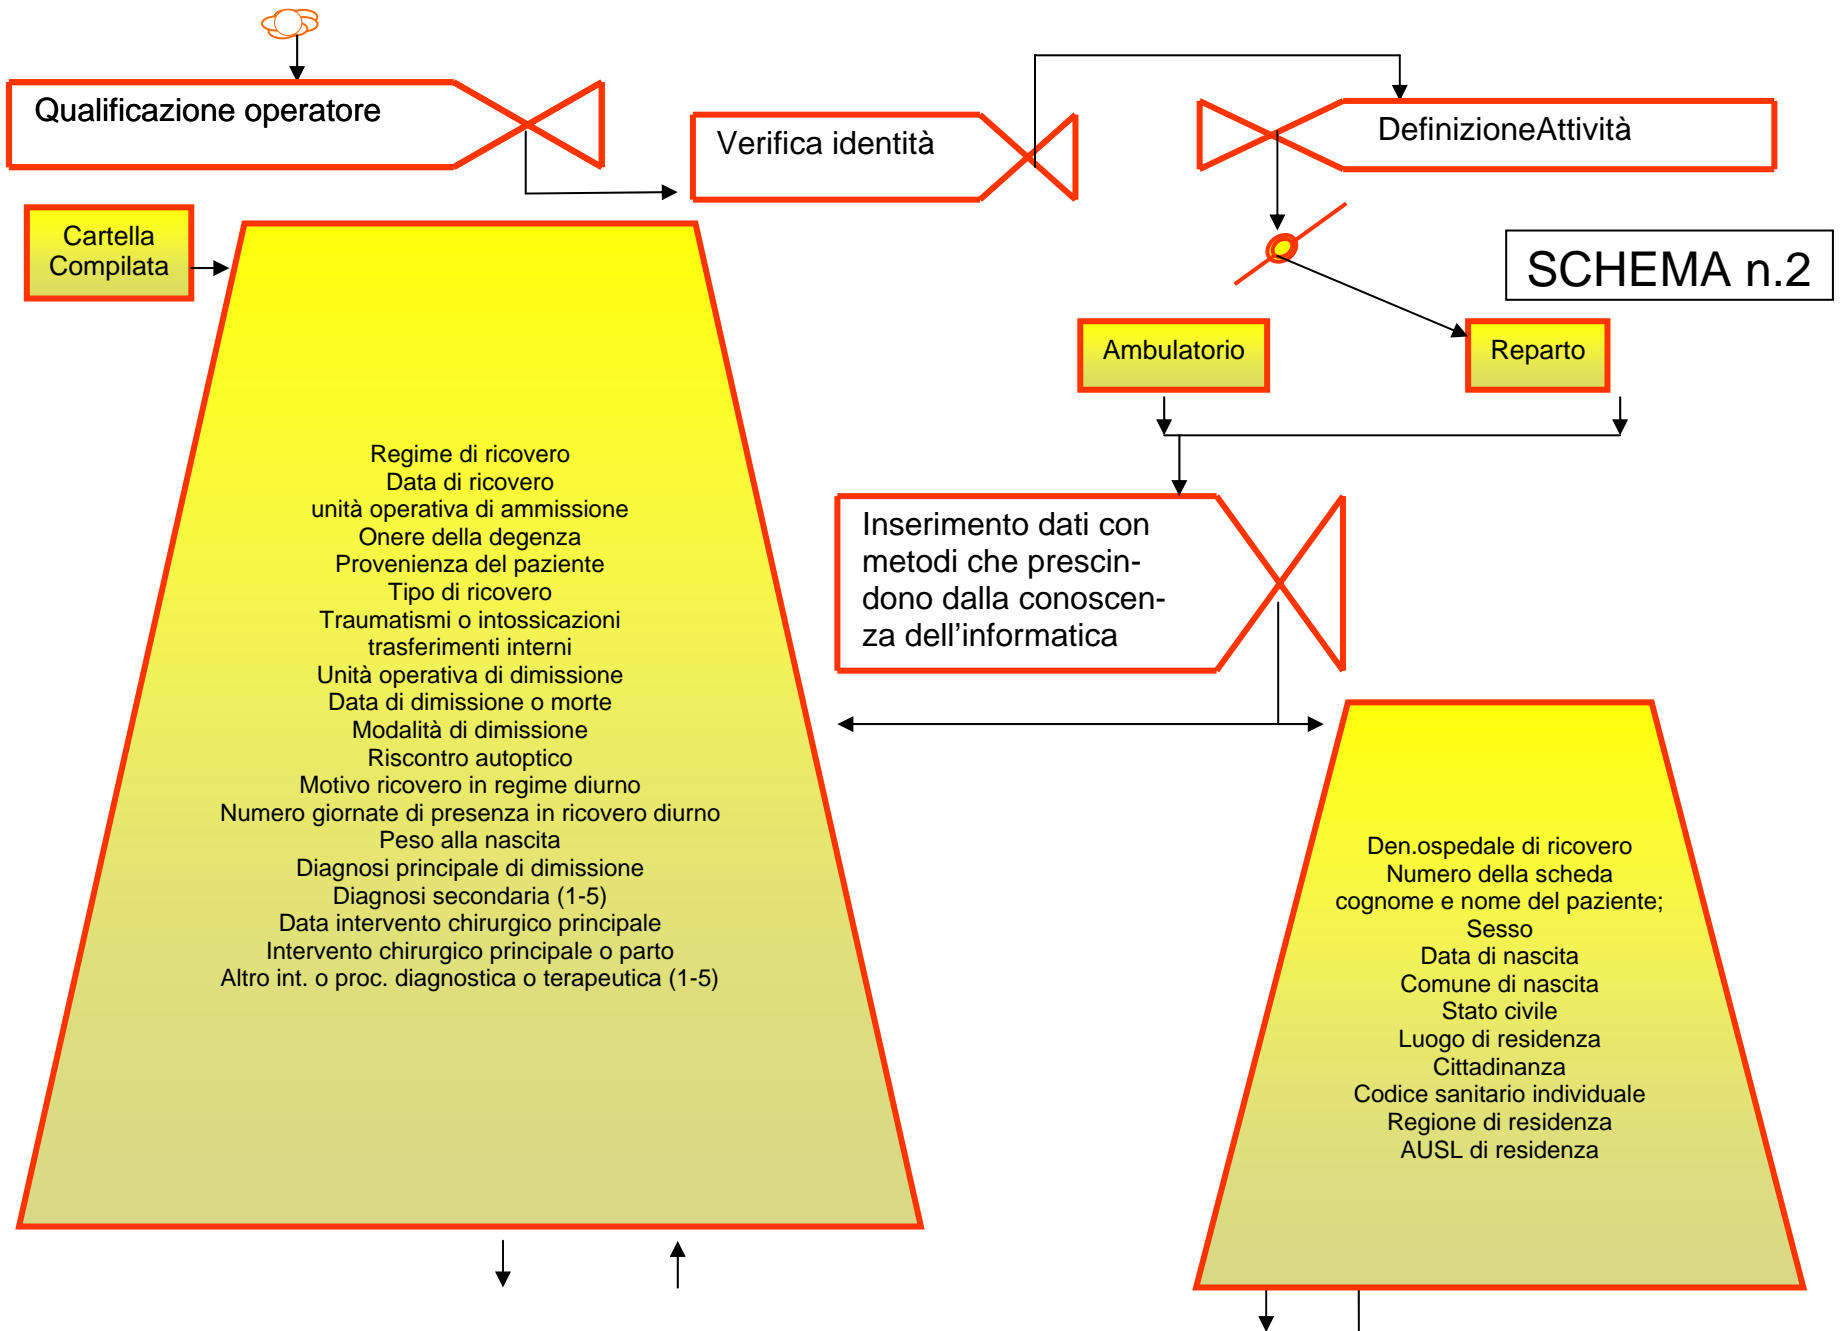 Qualificazione operatore
Verifica identità
DefinizioneAttività
Cartella
Compilata
SCHEMA n.2
Ambulatorio
Reparto
Inserimento dati con
metodi che prescin-
dono dalla conoscen-
za dell’informatica
Regime di ricovero
Data di ricovero
unità operativa di ammissione
Onere della degenza
Provenienza del paziente
Tipo di ricovero
Traumatismi o intossicazioni
trasferimenti interni
Unità operativa di dimissione
Data di dimissione o morte
Modalità di dimissione
Riscontro autoptico
Motivo ricovero in regime diurno
Numero giornate di presenza in ricovero diurno
Peso alla nascita
Diagnosi principale di dimissione
Diagnosi secondaria (1-5)
Data intervento chirurgico principale
Intervento chirurgico principale o parto
Altro int. o proc. diagnostica o terapeutica (1-5)
Den.ospedale di ricovero
Numero della scheda
cognome e nome del paziente;
Sesso
Data di nascita
Comune di nascita
Stato civile
Luogo di residenza
Cittadinanza
Codice sanitario individuale
Regione di residenza
AUSL di residenza